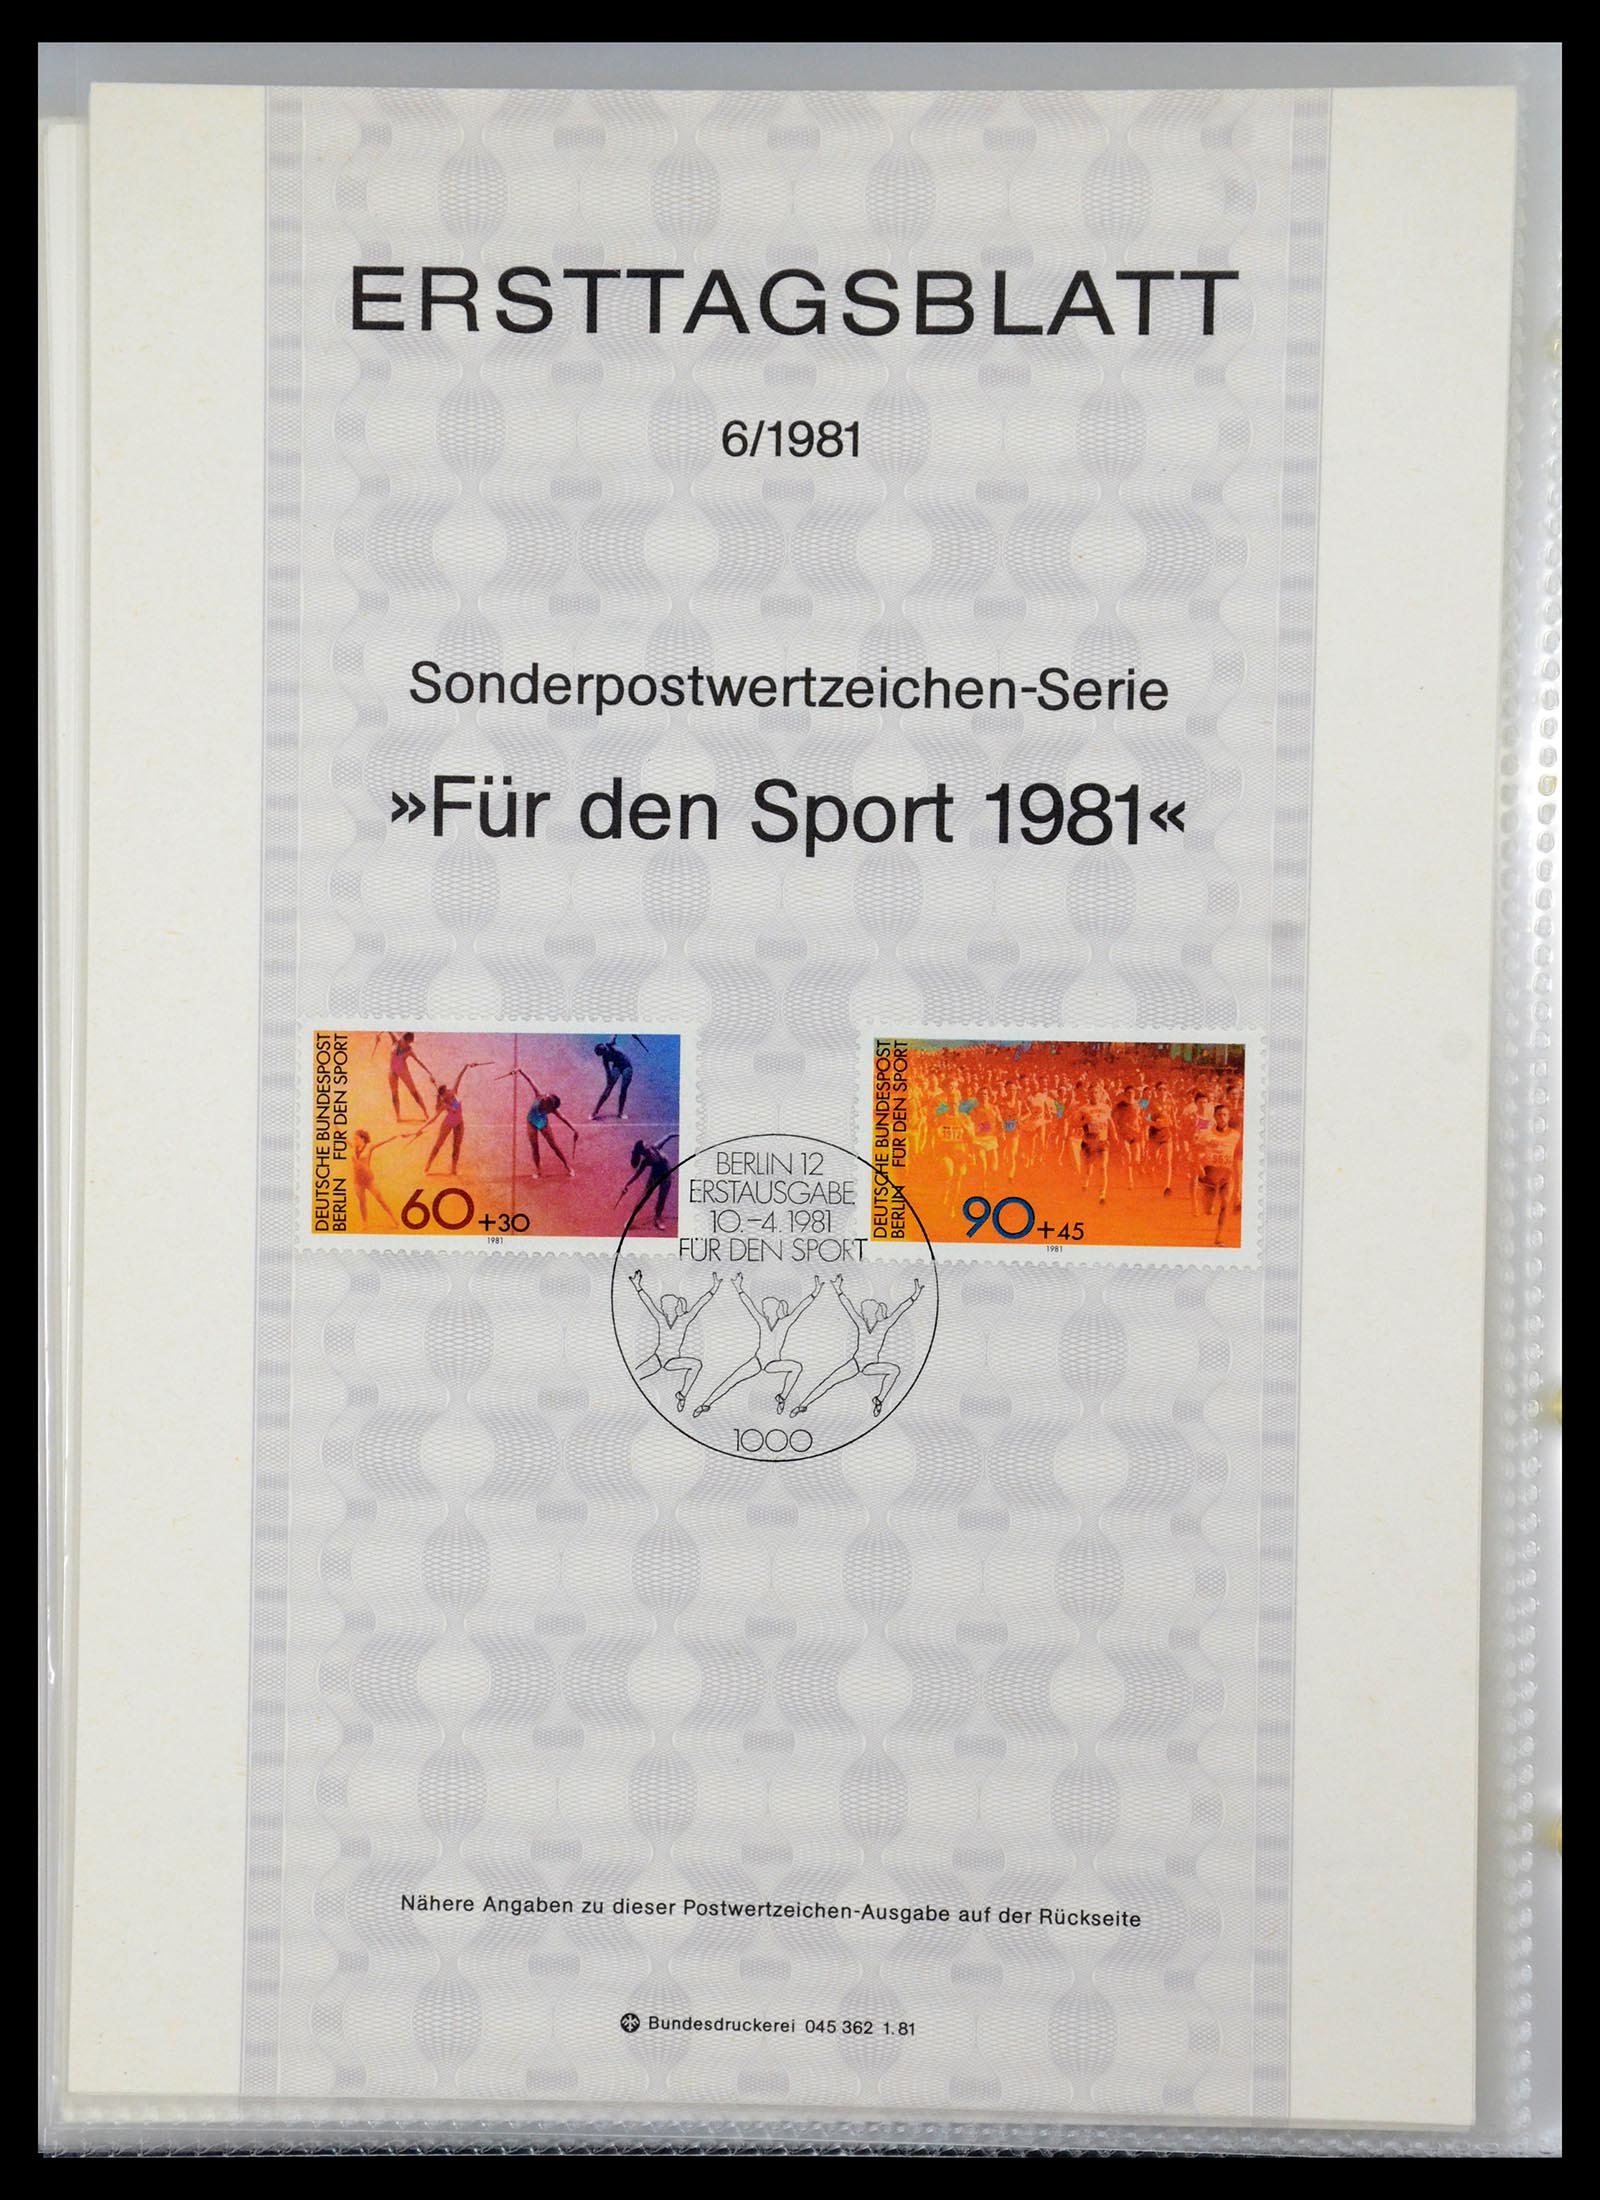 ERSTTAGSBLATT
6/1981
Sonderpostwertzeichen-Serie
»Für den Sport 1981«
DEUTSCHE BUNDESPOST
BERLIN FÜR DEN SPORT
60+30
1981
DEUTSCHE BUNDESPOST
BERLIN FÜR DEN SPORT
90+45
1981
BERLIN 12
ERSTAUSGABE
10.-4.1981
FÜR DEN SPORT
1000
Nähere Angaben zu dieser Postwertzeichen-Ausgabe auf der Rückseite
Bundesdruckerei 045 362 1.81